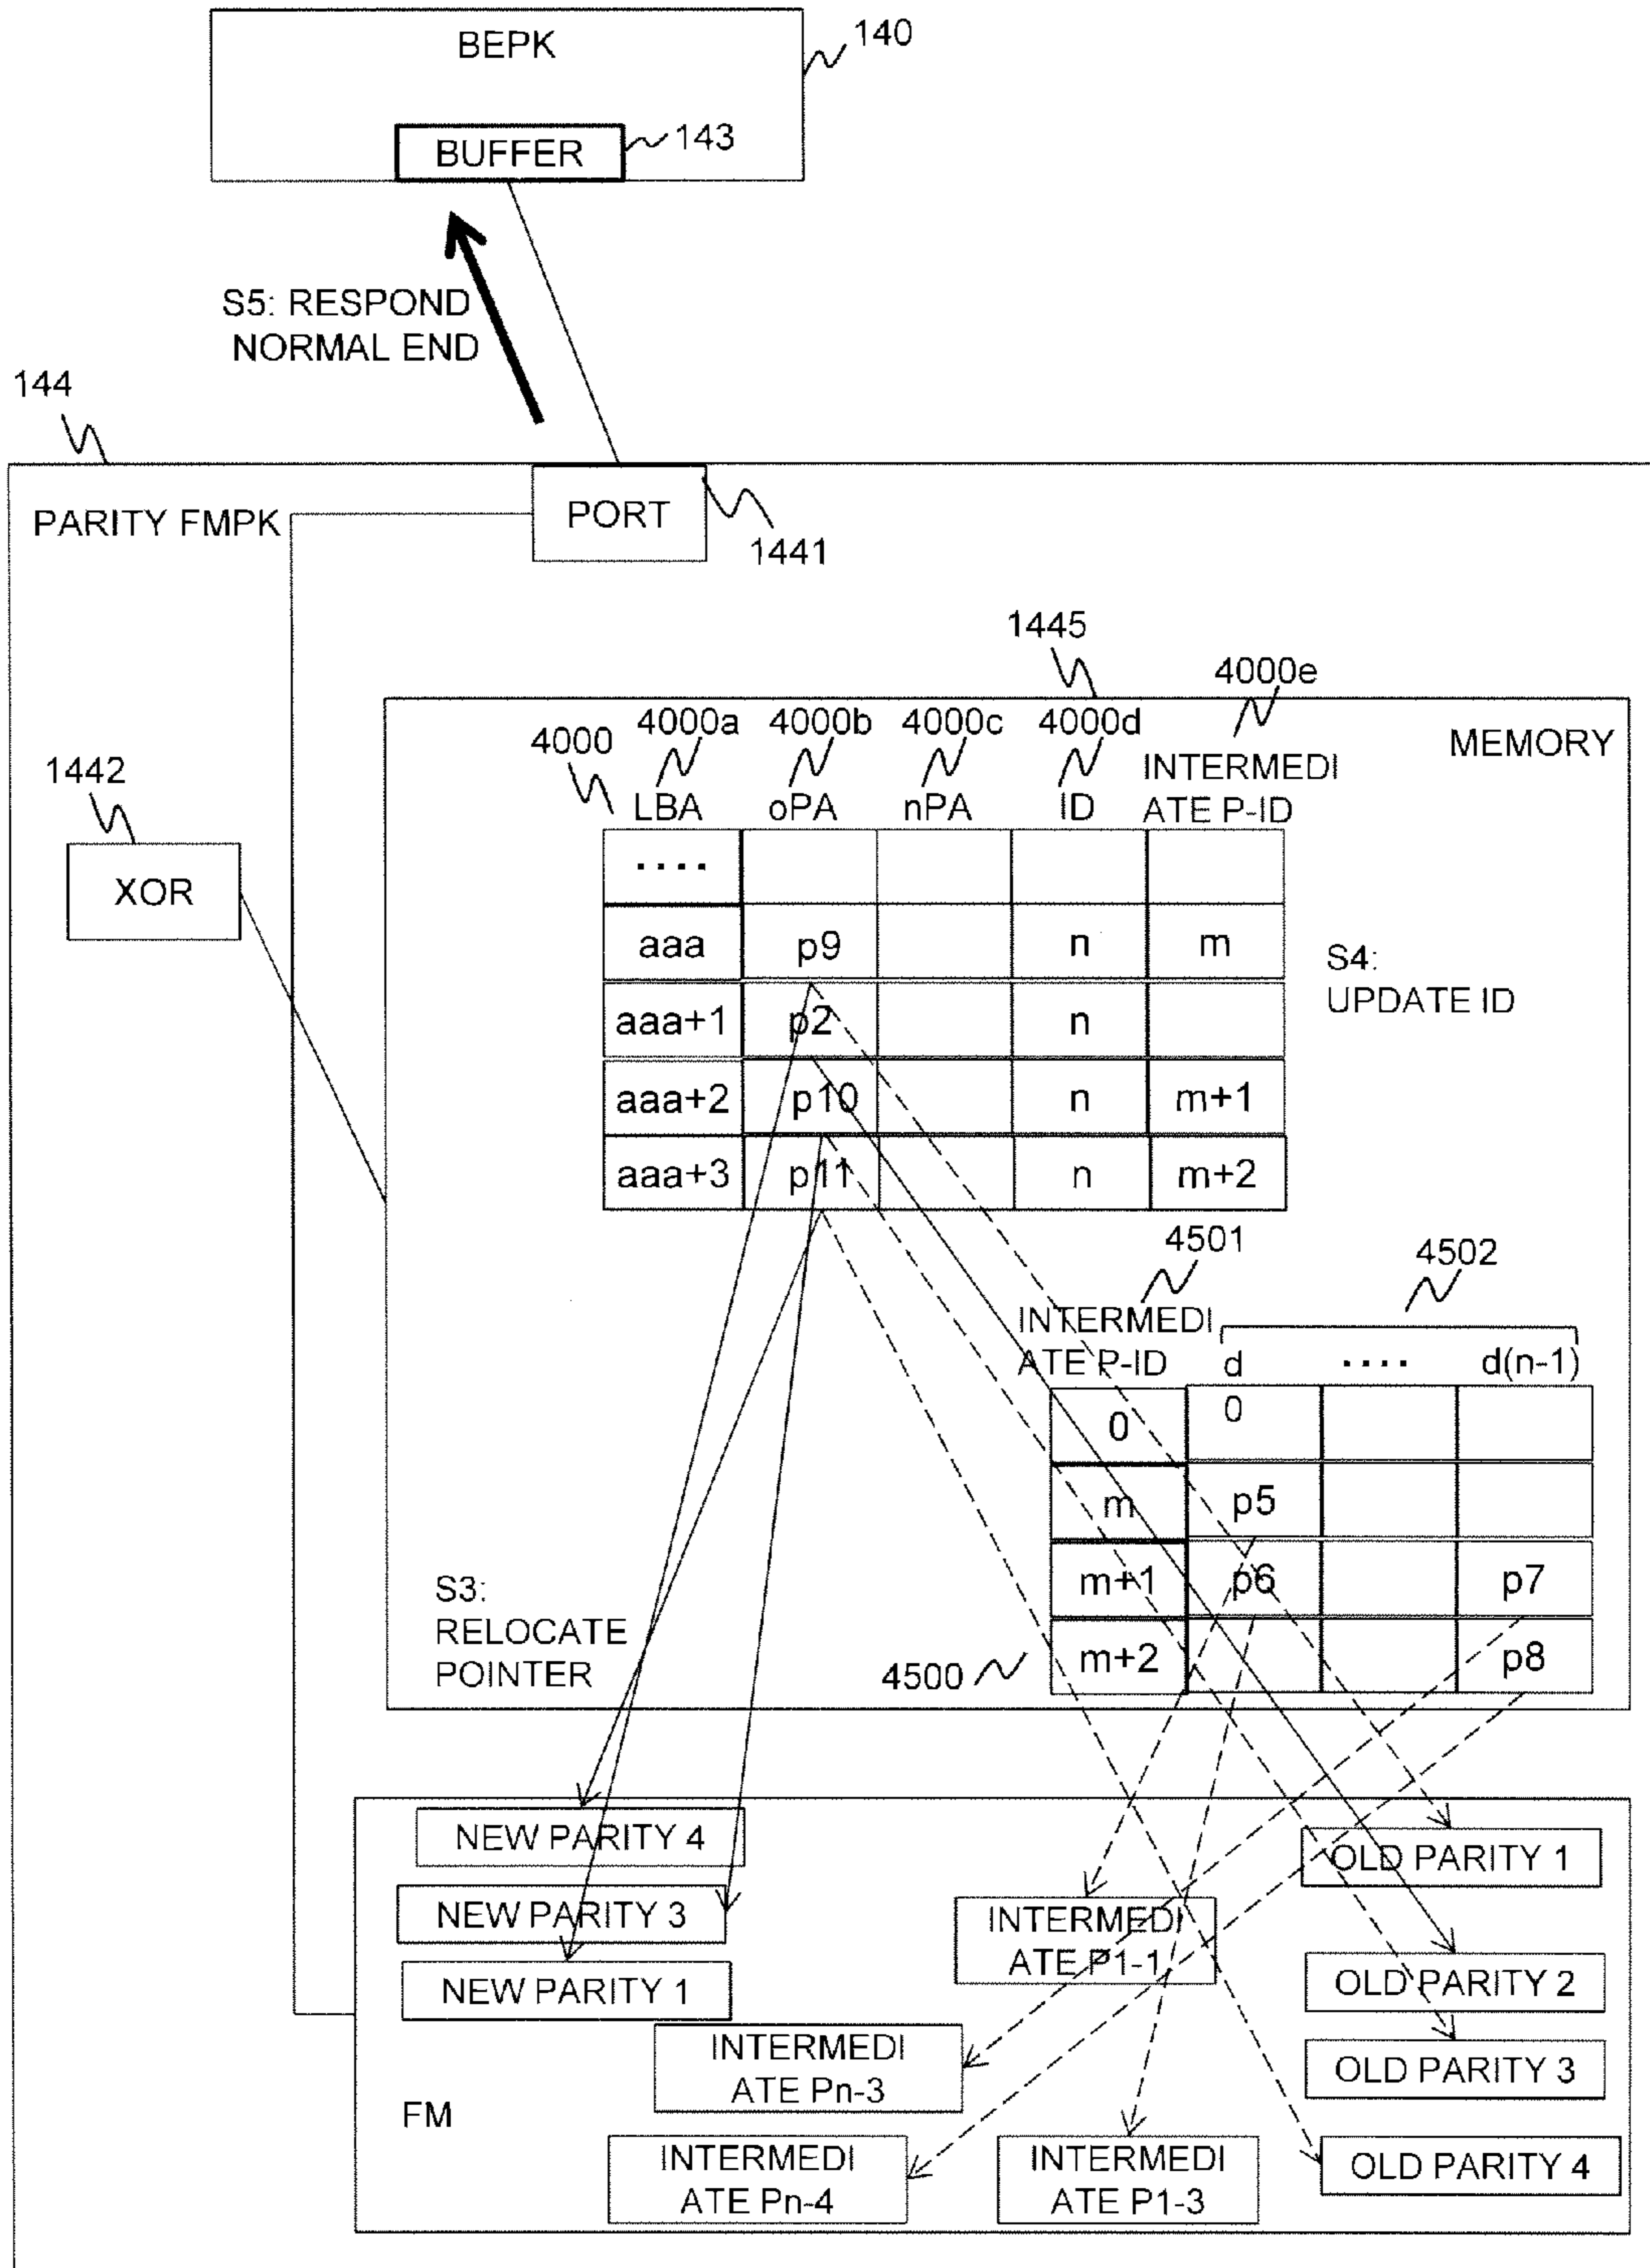 BEPK
140
BUFFER
143
S5: RESPOND
NORMAL END
144
PARITY FMPK
PORT
1441
1445
4000e
4000
4000a
4000b
4000c
4000d
MEMORY
1442
LBA
oPA
nPA
ID
INTERMEDI
ATE P-ID
XOR
....
aaa
p9
n
m
S4:
UPDATE ID
aaa+1
p2
n
aaa+2
p10
n
m+1
aaa+3
p11
n
m+2
4501
4502
INTERMEDI
ATE P-ID
d
....
d(n-1)
0
0
m
p5
m+1
p6
p7
m+2
p8
4500
S3:
RELOCATE
POINTER
NEW PARITY 4
NEW PARITY 3
NEW PARITY 1
OLD PARITY 1
INTERMEDI
ATE P1-1
OLD PARITY 2
INTERMEDI
ATE Pn-3
OLD PARITY 3
FM
INTERMEDI
ATE Pn-4
INTERMEDI
ATE P1-3
OLD PARITY 4